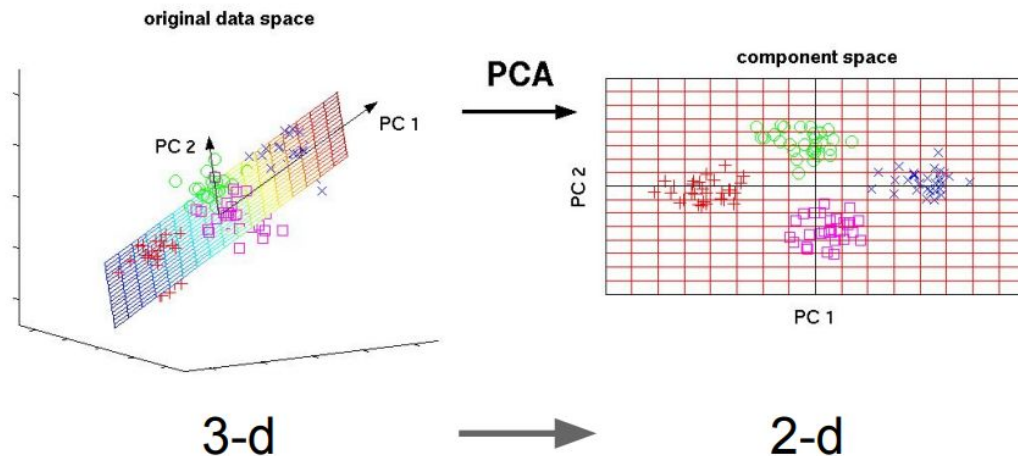 original data space
PC 2
PC 1
PCA
component space
PC 2
PC 1
3-d
2-d